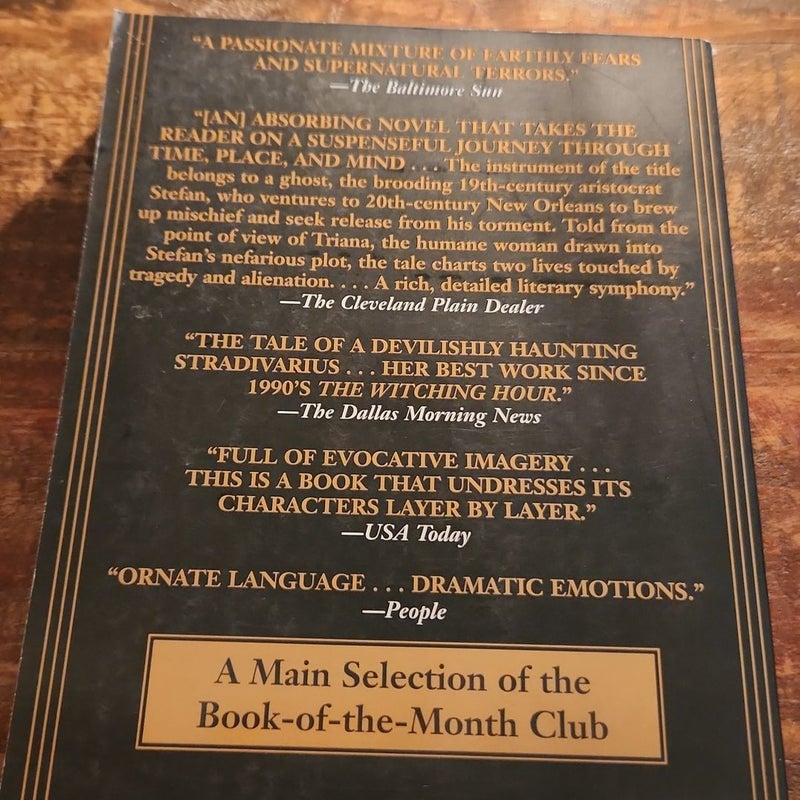 “A PASSIONATE MIXTURE OF EARTHLY FEARS
AND SUPERNATURAL TERRORS.”
—The Baltimore Sun
“[AN] ABSORBING NOVEL THAT TAKES THE
READER ON A SUSPENSEFUL JOURNEY THROUGH
TIME, PLACE, AND MIND . . . . The instrument of the title
belongs to a ghost, the brooding 19th-century aristocrat
Stefan, who ventures to 20th-century New Orleans to brew
up mischief and seek release from his torment. Told from the
point of view of Triana, the humane woman drawn into
Stefan’s nefarious plot, the tale charts two lives touched by
tragedy and alienation. . . . A rich, detailed literary symphony.”
—The Cleveland Plain Dealer
“THE TALE OF A DEVILISHLY HAUNTING
STRADIVARIUS . . . HER BEST WORK SINCE
1990’S THE WITCHING HOUR.”
—The Dallas Morning News
“FULL OF EVOCATIVE IMAGERY . . .
THIS IS A BOOK THAT UNDRESSES ITS
CHARACTERS LAYER BY LAYER.”
—USA Today
“ORNATE LANGUAGE . . . DRAMATIC EMOTIONS.”
—People
A Main Selection of the
Book-of-the-Month Club